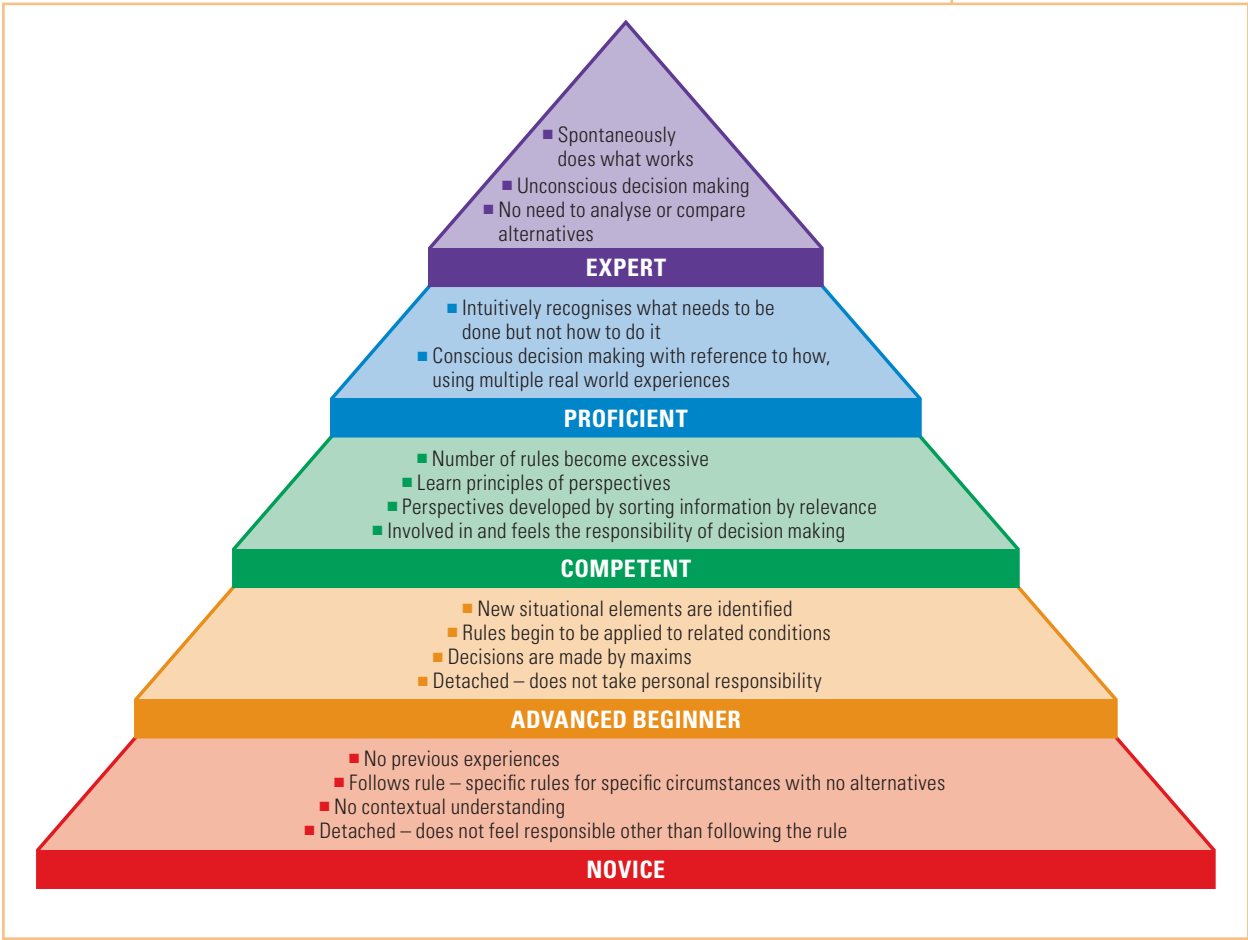 ■ Spontaneously
does what works
■ Unconscious decision making
■ No need to analyse or compare
alternatives
EXPERT
■ Intuitively recognises what needs to be
done but not how to do it
■ Conscious decision making with reference to how,
using multiple real world experiences
PROFICIENT
■ Number of rules become excessive
■ Learn principles of perspectives
■ Perspectives developed by sorting information by relevance
■ Involved in and feels the responsibility of decision making
COMPETENT
■ New situational elements are identified
■ Rules begin to be applied to related conditions
■ Decisions are made by maxims
■ Detached – does not take personal responsibility
ADVANCED BEGINNER
■ No previous experiences
■ Follows rule – specific rules for specific circumstances with no alternatives
■ No contextual understanding
■ Detached – does not feel responsible other than following the rule
NOVICE